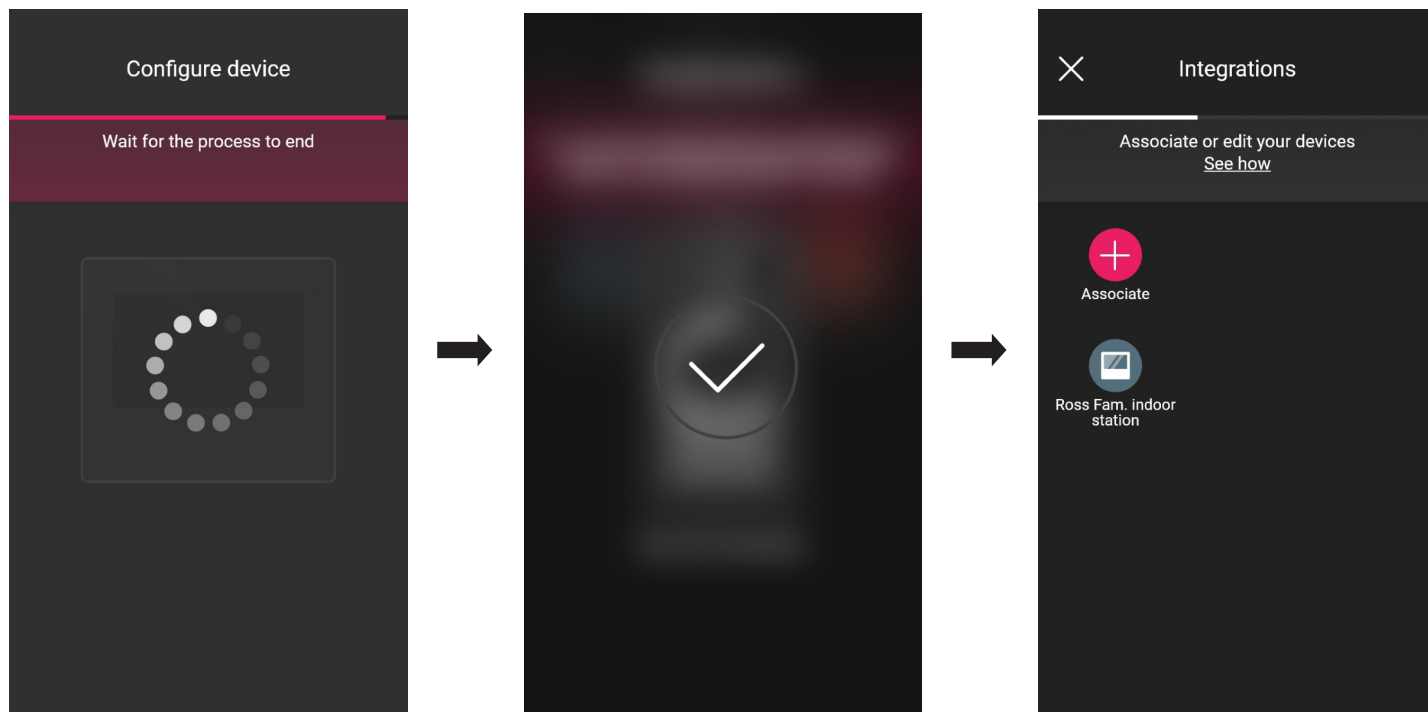 Configure device
Wait for the process to end
Integrations
Associate or edit your devices
See how
Associate
Ross Fam. indoor
station